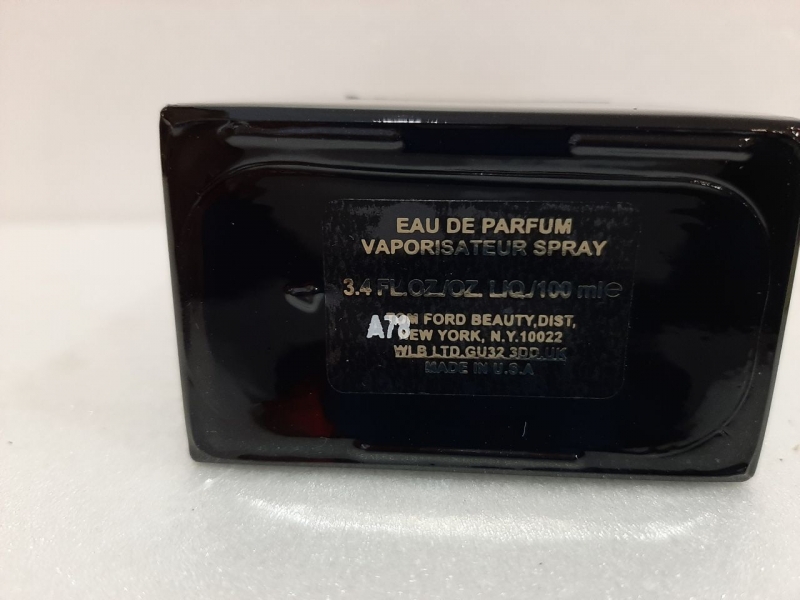 EAU DE PARFUM
VAPORISATEUR SPRAY
3.4 FL.OZ./OZ. LIQ./100 ml e
TOM FORD BEAUTY,DIST,
A78
NEW YORK, N.Y.10022
WLB LTD.GU32 3DD.UK
MADE IN U.S.A